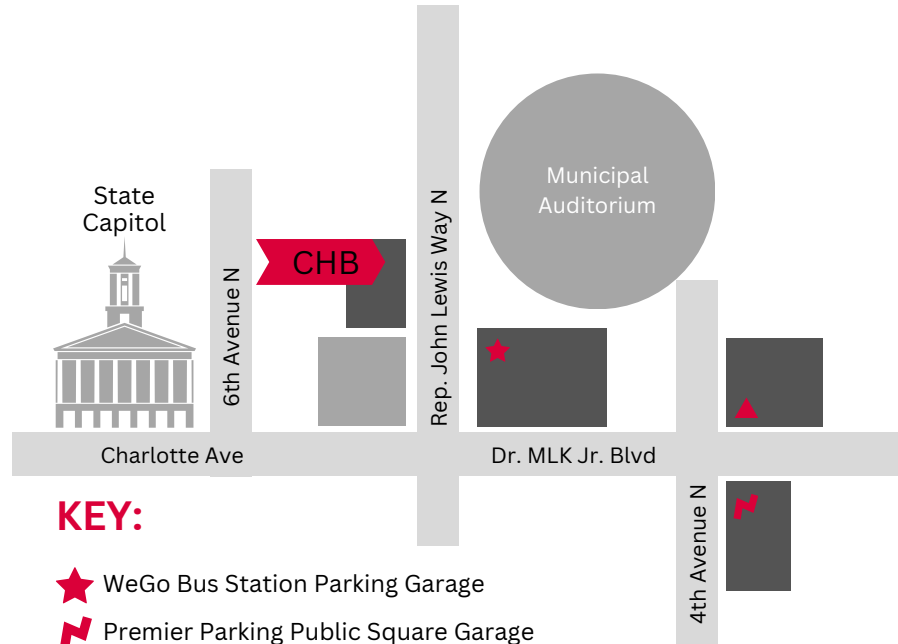 State
Capitol
6th Avenue N
CHB
Rep. John Lewis Way N
Municipal
Auditorium
Charlotte Ave
Dr. MLK Jr. Blvd
4th Avenue N
KEY:
WeGo Bus Station Parking Garage
Premier Parking Public Square Garage